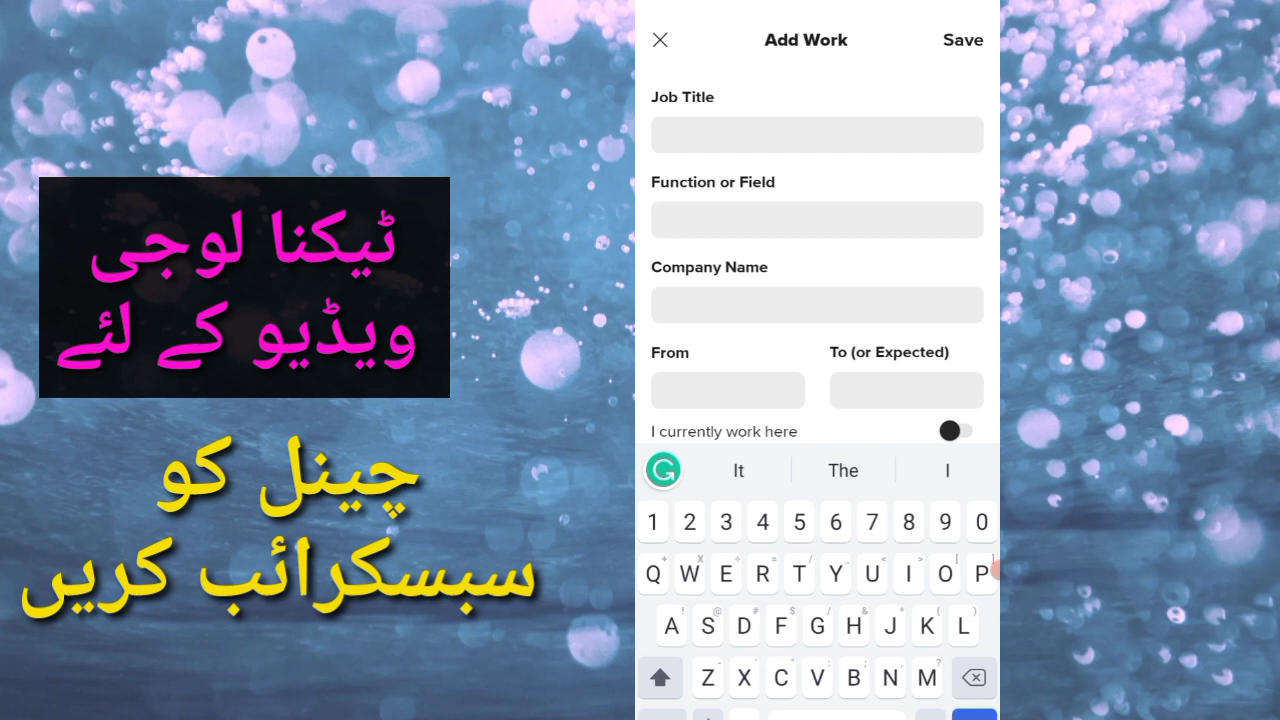 ٹیکنا لوجی
ویڈیو کے لئے
چینل کو
سبسکرائب کریں
Add Work
Save
Job Title
Function or Field
Company Name
From
To (or Expected)
I currently work here
It
The
I
1 2 3 4 5 6 7 8 9 0
Q W E R T Y U I O P
A S D F G H J K L
Z X C V B N M